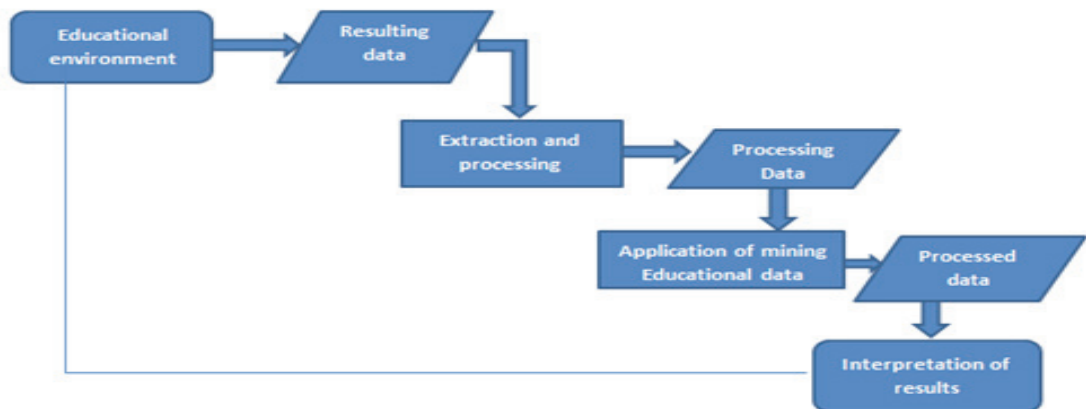 Educational
environment
Resulting
data
Extraction and
processing
Processing
Data
Application of mining
Educational data
Processed
data
Interpretation of
results